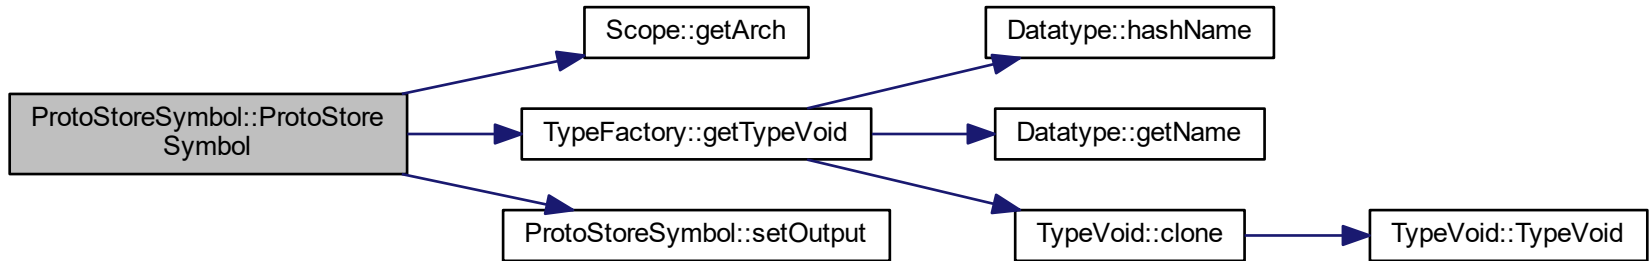 ProtoStoreSymbol::ProtoStore
Symbol
Scope::getArch
TypeFactory::getTypeVoid
ProtoStoreSymbol::setOutput
Datatype::hashName
Datatype::getName
TypeVoid::clone
TypeVoid::TypeVoid